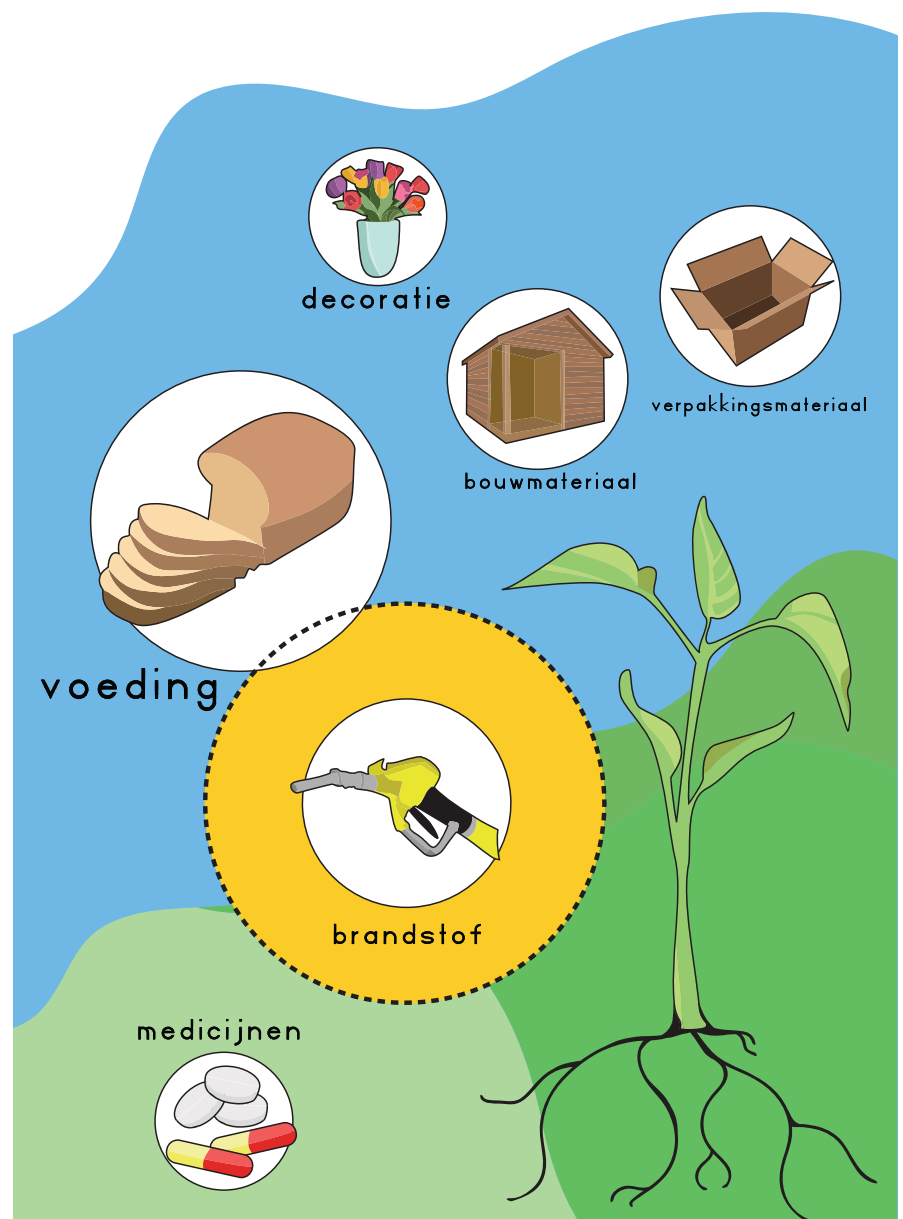 decoratie
verpakkingsmateriaal
bouwmateriaal
voeding
brandstof
medicijnen